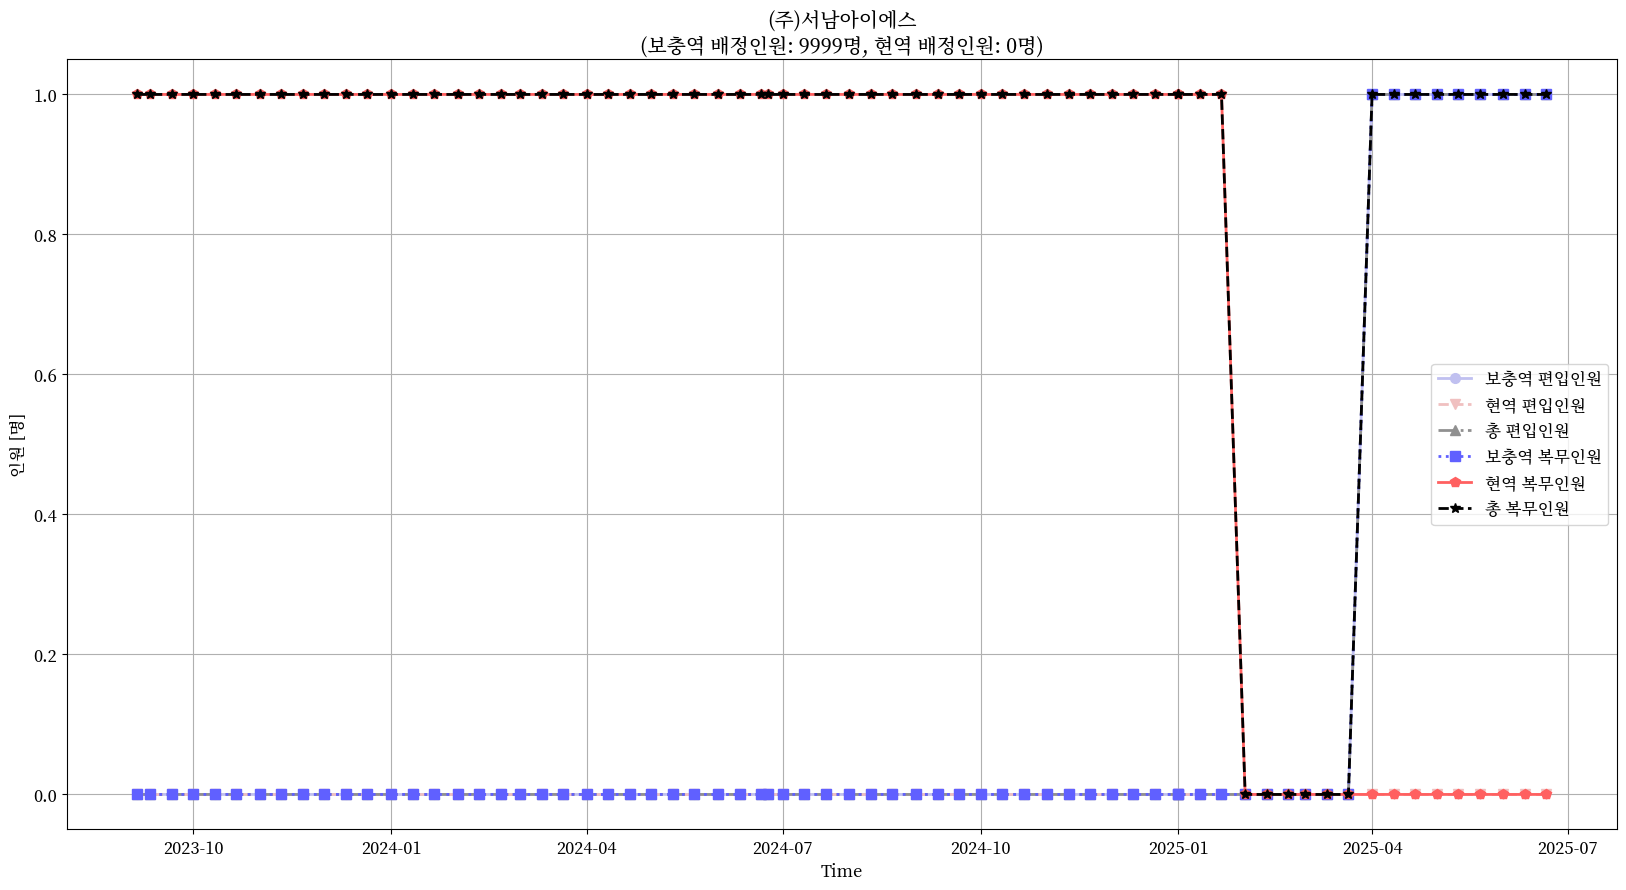 (주)서남아이에스
(보충역 배정인원: 9999명, 현역 배정인원: 0명)
인원 [명]
1.0
0.8
0.6
0.4
0.2
0.0
보충역 편입인원
현역 편입인원
총 편입인원
보충역 복무인원
현역 복무인원
총 복무인원
2023-10
2024-01
2024-04
2024-07
2024-10
2025-01
2025-04
2025-07
Time